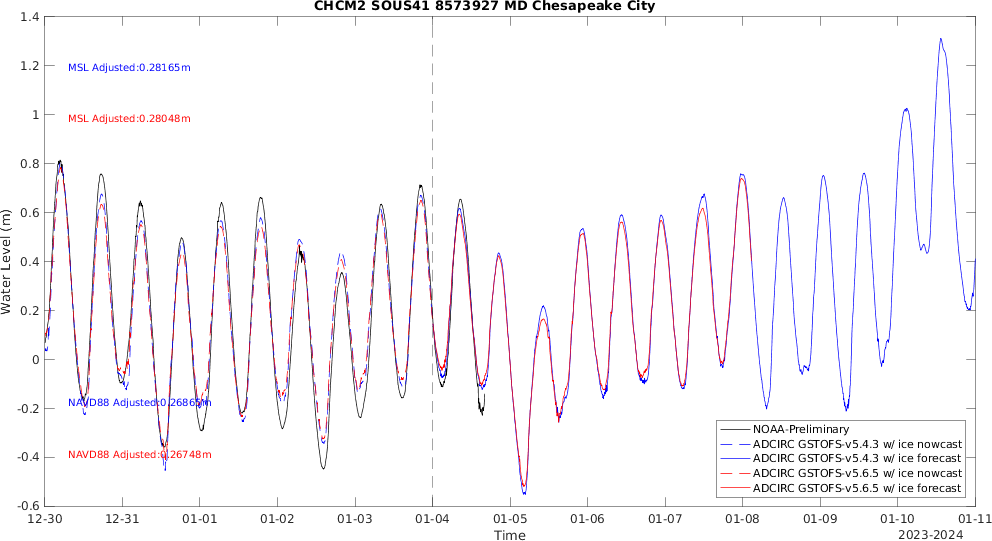 CHCM2 SOUS41 8573927 MD Chesapeake City
1.4
1.2
1
0.8
0.6
0.4
0.2
0
-0.2
-0.4
-0.6
Water Level (m)
MSL Adjusted:0.28165m
MSL Adjusted:0.28048m
NAVD88 Adjusted:0.26865m
NAVD88 Adjusted:0.26748m
NOAA-Preliminary
ADCIRC GSTOFS-v5.4.3 w/ ice nowcast
ADCIRC GSTOFS-v5.4.3 w/ ice forecast
ADCIRC GSTOFS-v5.6.5 w/ ice nowcast
ADCIRC GSTOFS-v5.6.5 w/ ice forecast
12-30 12-31 01-01 01-02 01-03 01-04 01-05 01-06 01-07 01-08 01-09 01-10 01-11
Time
2023-2024